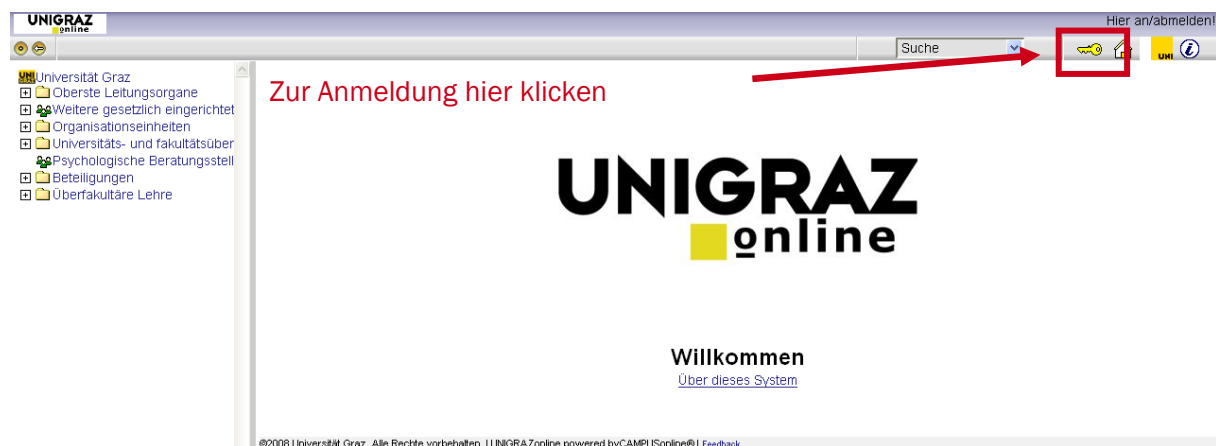 UNIGRAZ
online
Hier an/abmelden!
Suche
UNI
i
Universität Graz
Oberste Leitungsorgane
Weitere gesetzlich eingerichtet
Organisationseinheiten
Universitäts- und fakultätsüber
Psychologische Beratungsstell
Beteiligungen
Überfakultäre Lehre
Zur Anmeldung hier klicken
UNIGRAZ
online
Willkommen
Über dieses System
©2008 Universität Graz. Alle Rechte vorbehalten. | UNIGRAZonline powered byCAMPUSonline® | Feedback